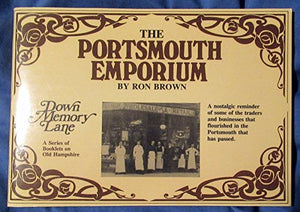 THE
PORTSMOUTH
EMPORIUM
BY RON BROWN
Down
Memory
Lane
A Series of
Booklets on
Old Hampshire
A nostalgic reminder
of some of the traders
and businesses that
flourished in the
Portsmouth that
has passed.